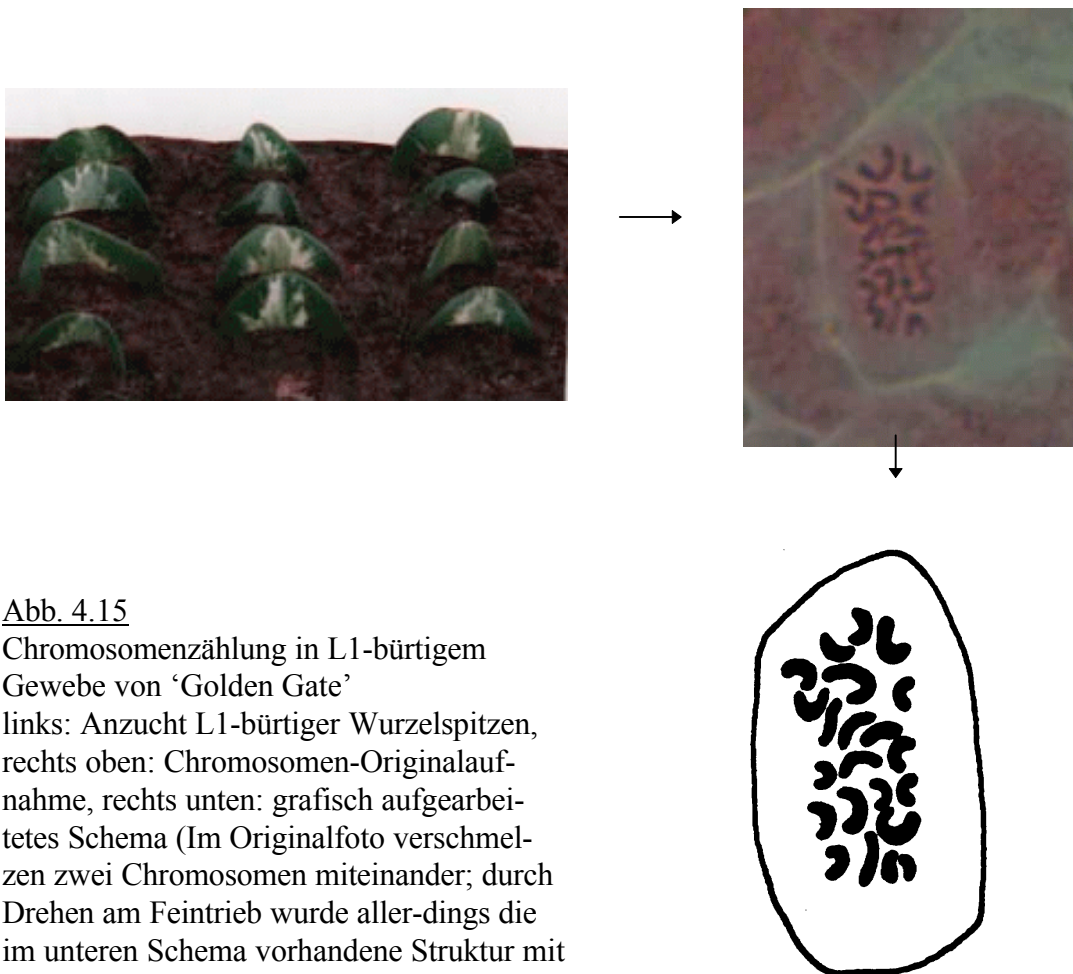 Abb. 4.15
Chromosomenzählung in L1-bürtigem
Gewebe von ‘Golden Gate’
links: Anzucht L1-bürtiger Wurzelspitzen,
rechts oben: Chromosomen-Originalauf-
nahme, rechts unten: grafisch aufgearbei-
tetes Schema (Im Originalfoto verschmel-
zen zwei Chromosomen miteinander; durch
Drehen am Feintrieb wurde aller-dings die
im unteren Schema vorhandene Struktur mit